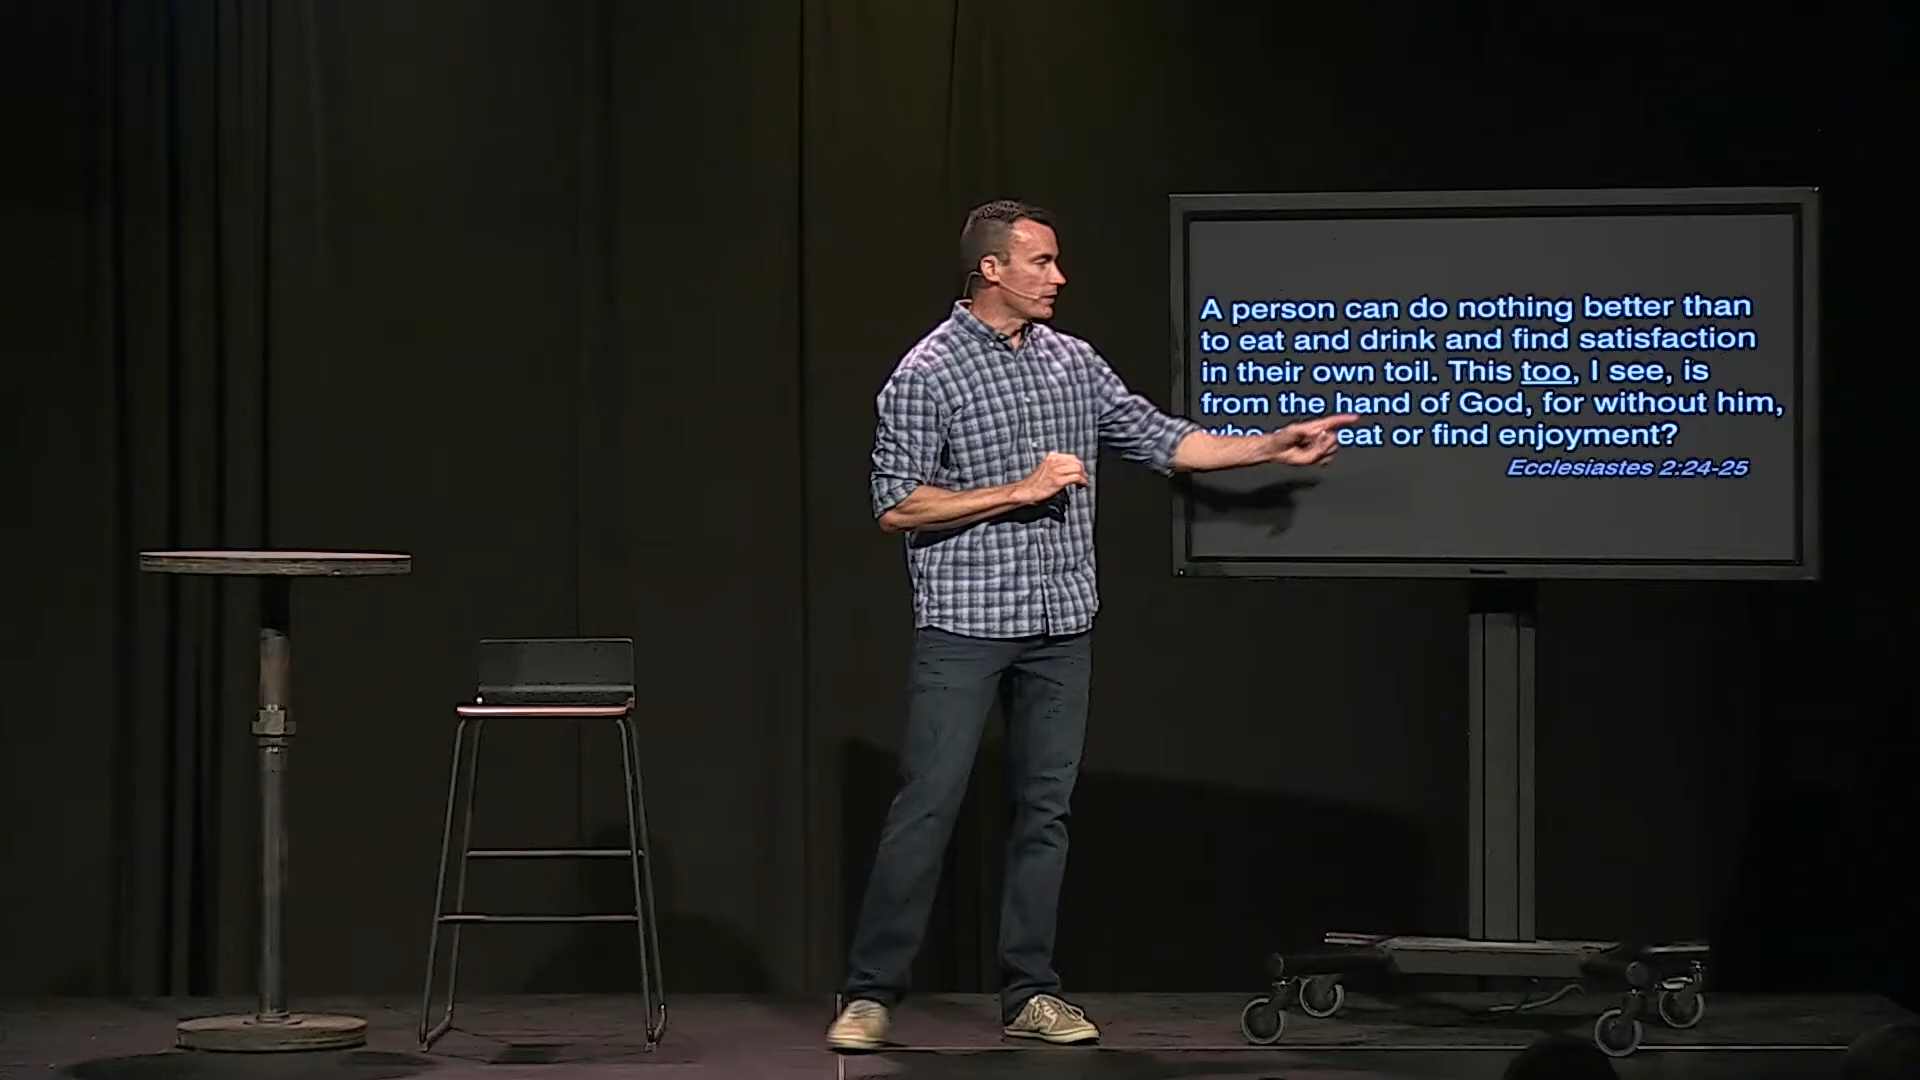 A person can do nothing better than
to eat and drink and find satisfaction
in their own toil. This too, I see, is
from the hand of God, for without him,
who eat or find enjoyment?
Ecclesiastes 2:24-25